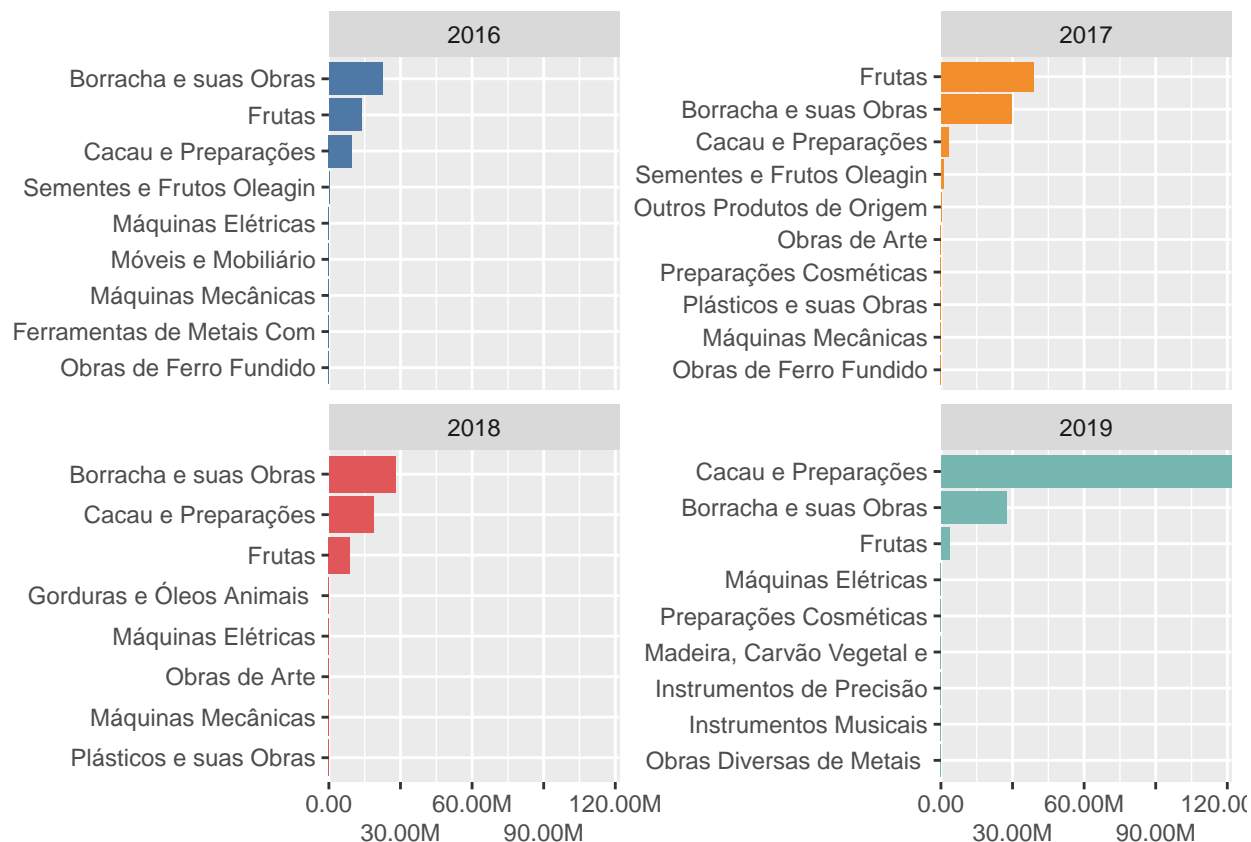 2016
Borracha e suas Obras
Frutas
Cacau e Preparações
Sementes e Frutos Oleagin
Máquinas Elétricas
Móveis e Mobiliário
Máquinas Mecânicas
Ferramentas de Metais Com
Obras de Ferro Fundido
2017
Frutas
Borracha e suas Obras
Cacau e Preparações
Sementes e Frutos Oleagin
Outros Produtos de Origem
Obras de Arte
Preparações Cosméticas
Plásticos e suas Obras
Máquinas Mecânicas
Obras de Ferro Fundido
2018
Borracha e suas Obras
Cacau e Preparações
Frutas
Gorduras e Óleos Animais
Máquinas Elétricas
Obras de Arte
Máquinas Mecânicas
Plásticos e suas Obras
0.00 60.00M 120.00M
30.00M 90.00M
2019
Cacau e Preparações
Borracha e suas Obras
Frutas
Máquinas Elétricas
Preparações Cosméticas
Madeira, Carvão Vegetal e
Instrumentos de Precisão
Instrumentos Musicais
Obras Diversas de Metais
0.00 60.00M 120.0
30.00M 90.00M